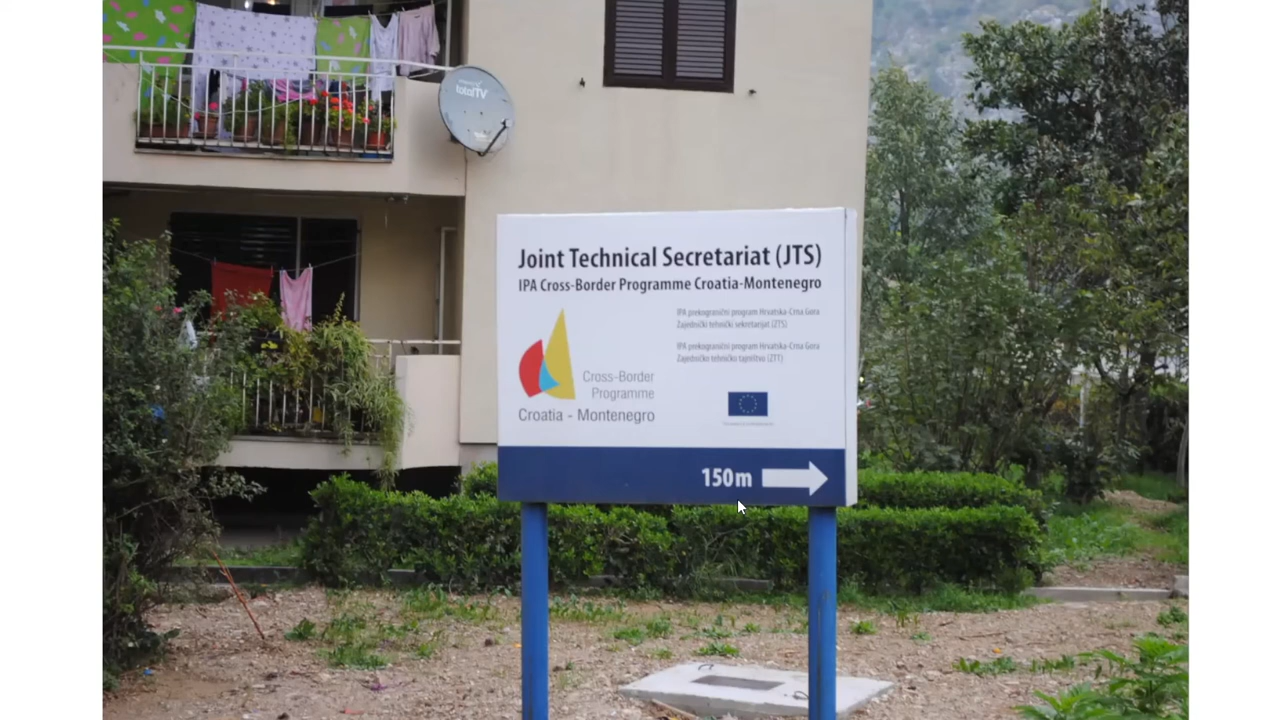 totalTV
Joint Technical Secretariat (JTS)
IPA Cross-Border Programme Croatia-Montenegro
IPA prekogranični program Hrvatska-Crna Gora
Zajednički tehnički sekretarijat (ZTS)
IPA prekogranični program Hrvatska-Crna Gora
Zajedničko tehničko tajništvo (ZTT)
Cross-Border
Programme
Croatia - Montenegro
150m